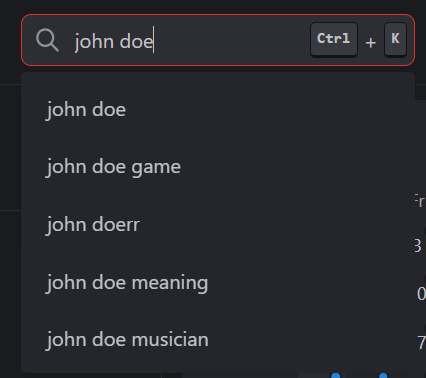 john doe Ctrl + K
john doe
john doe game
john doerr
john doe meaning
john doe musician
Fr
3
0
7